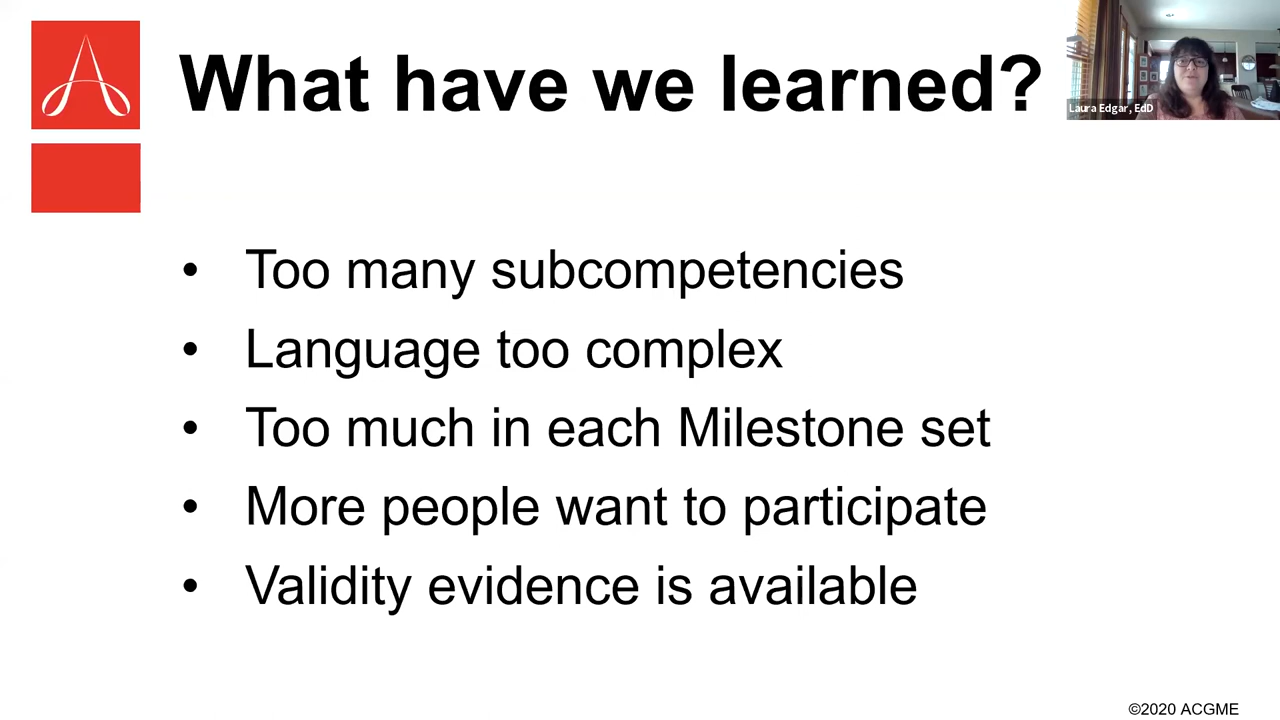 What have we learned?
Laura Edgar, EdD
• Too many subcompetencies
• Language too complex
• Too much in each Milestone set
• More people want to participate
• Validity evidence is available
©2020 ACGME